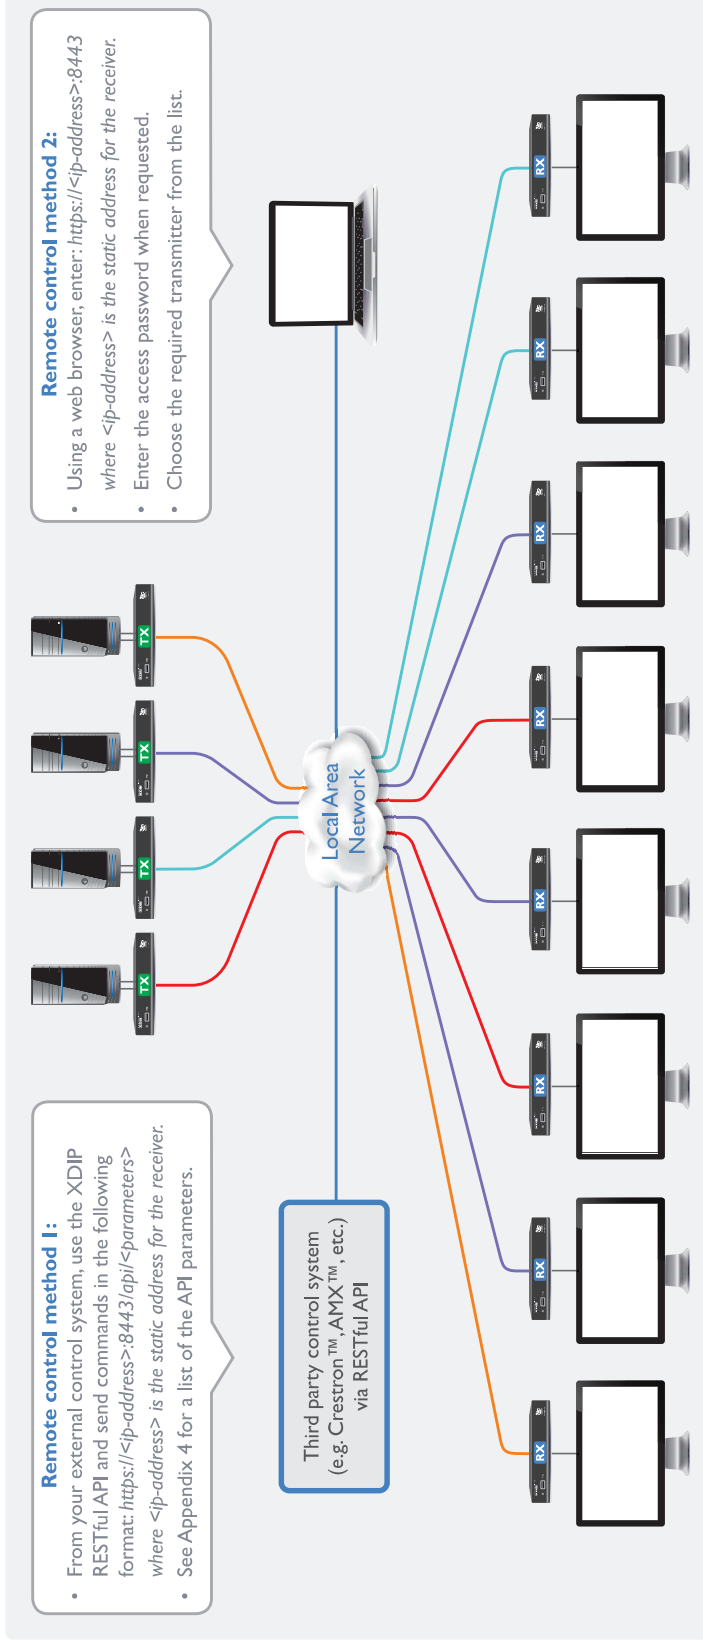 Remote control method 1:
• From your external control system, use the XDIP
RESTful API and send commands in the following
format: https://<ip-address>:8443/api/<parameters>
where <ip-address> is the static address for the receiver.
• See Appendix 4 for a list of the API parameters.
Remote control method 2:
• Using a web browser, enter: https://<ip-address>:8443
where <ip-address> is the static address for the receiver.
• Enter the access password when requested.
• Choose the required transmitter from the list.
TX
TX
TX
TX
Third party control system
(e.g. Crestron™, AMX™, etc.)
via RESTful API
Local Area
Network
RX
RX
RX
RX
RX
RX
RX
RX